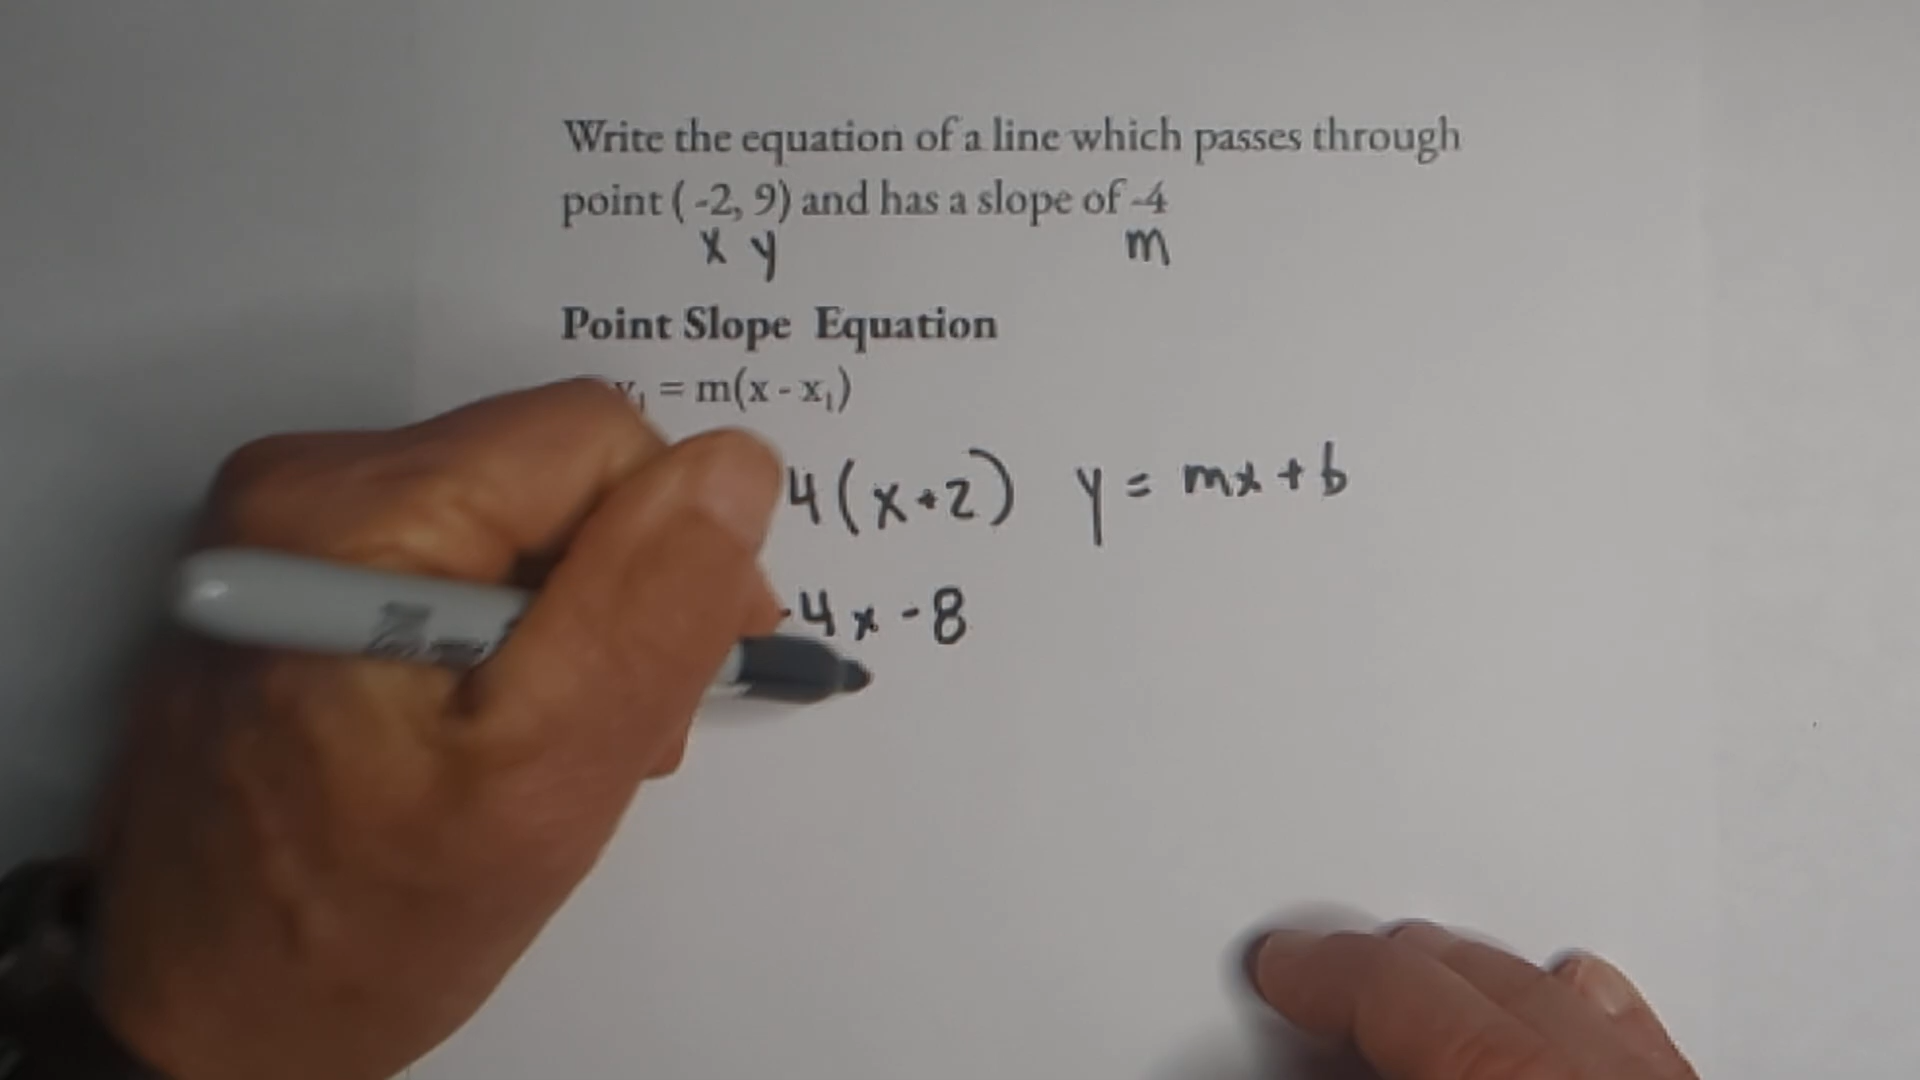 Write the equation of a line which passes through
point ( -2, 9) and has a slope of -4
x y m
Point Slope Equation
y₁ = m(x - x₁)
4(x+2) y = mx + b
-4x -8